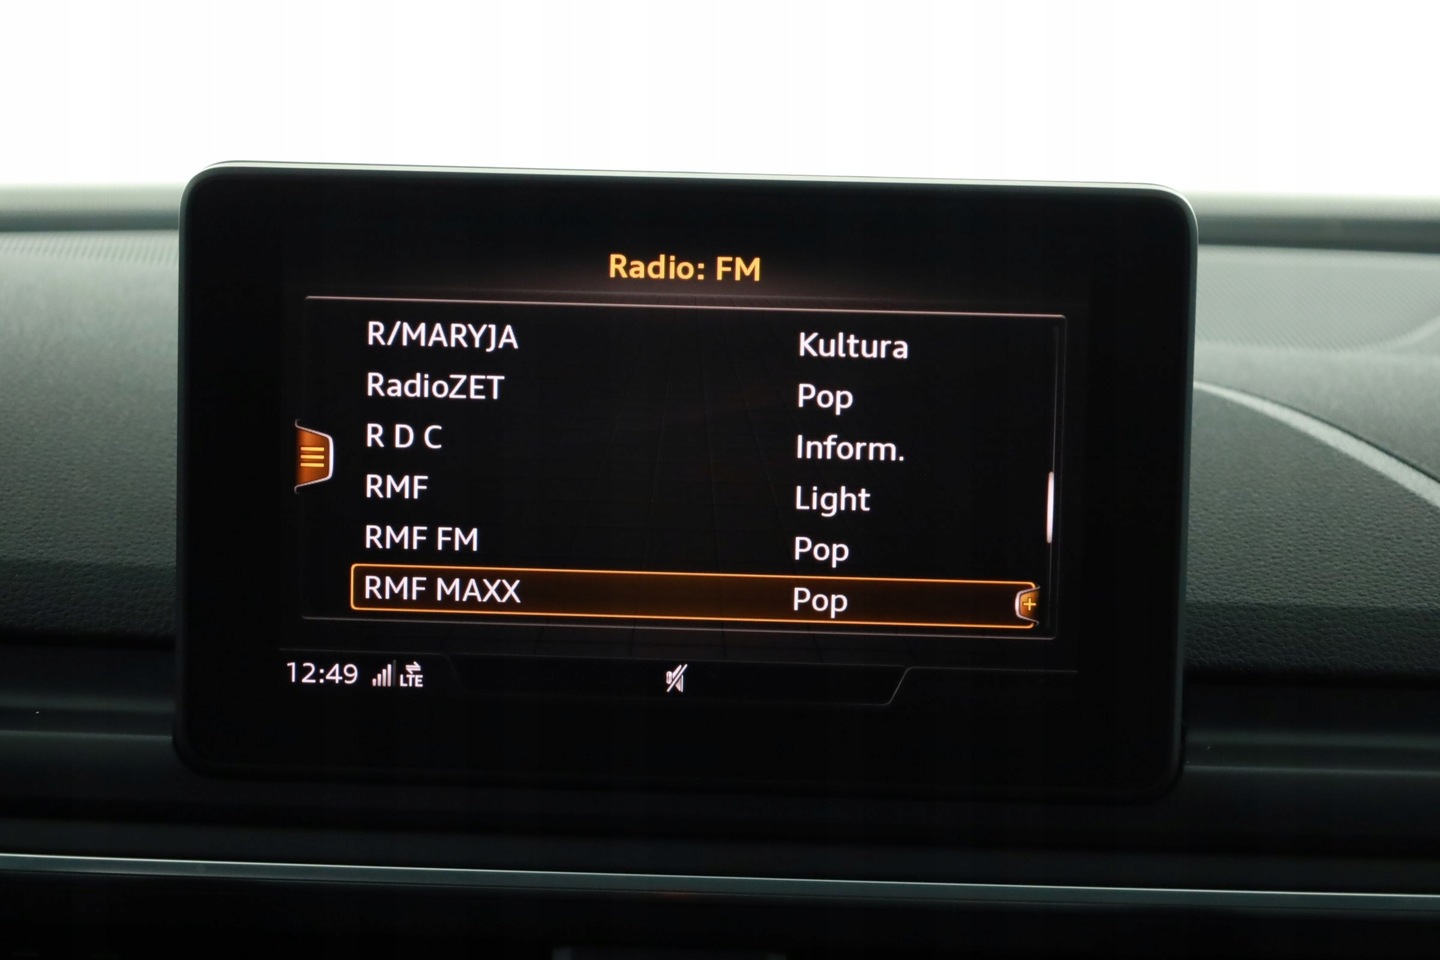 Radio: FM
R/MARYJA Kultura
RadioZET Pop
R D C Inform.
RMF Light
RMF FM Pop
RMF MAXX Pop
12:49 LTE